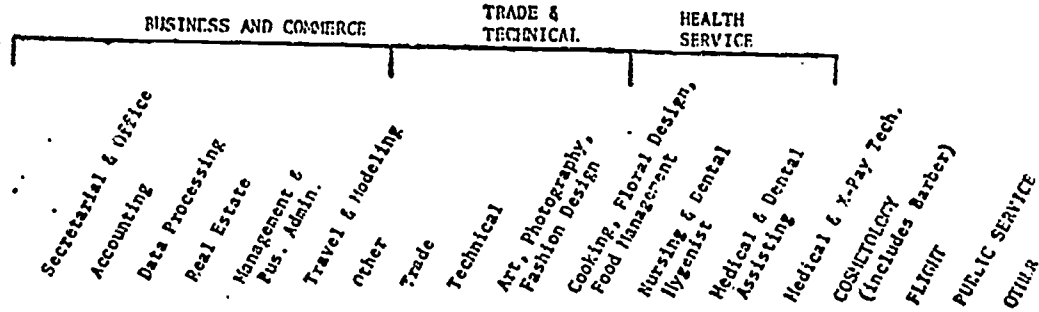 BUSINESS AND COMMERCE
TRADE &
TECHNICAL
HEALTH
SERVICE
Secretarial & Office
Accounting
Data Processing
Real Estate
Management &
Bus. Admin.
Travel & Modeling
Other
Trade
Technical
Art, Photography,
Fashion Design
Cooking, Floral Design,
Food Management
Nursing & Dental
Hygenist
Medical & Dental
Assisting
Medical & X-Ray Tech.
COSMETOLOGY
(includes Barber)
FLIGHT
PUBLIC SERVICE
OTHER